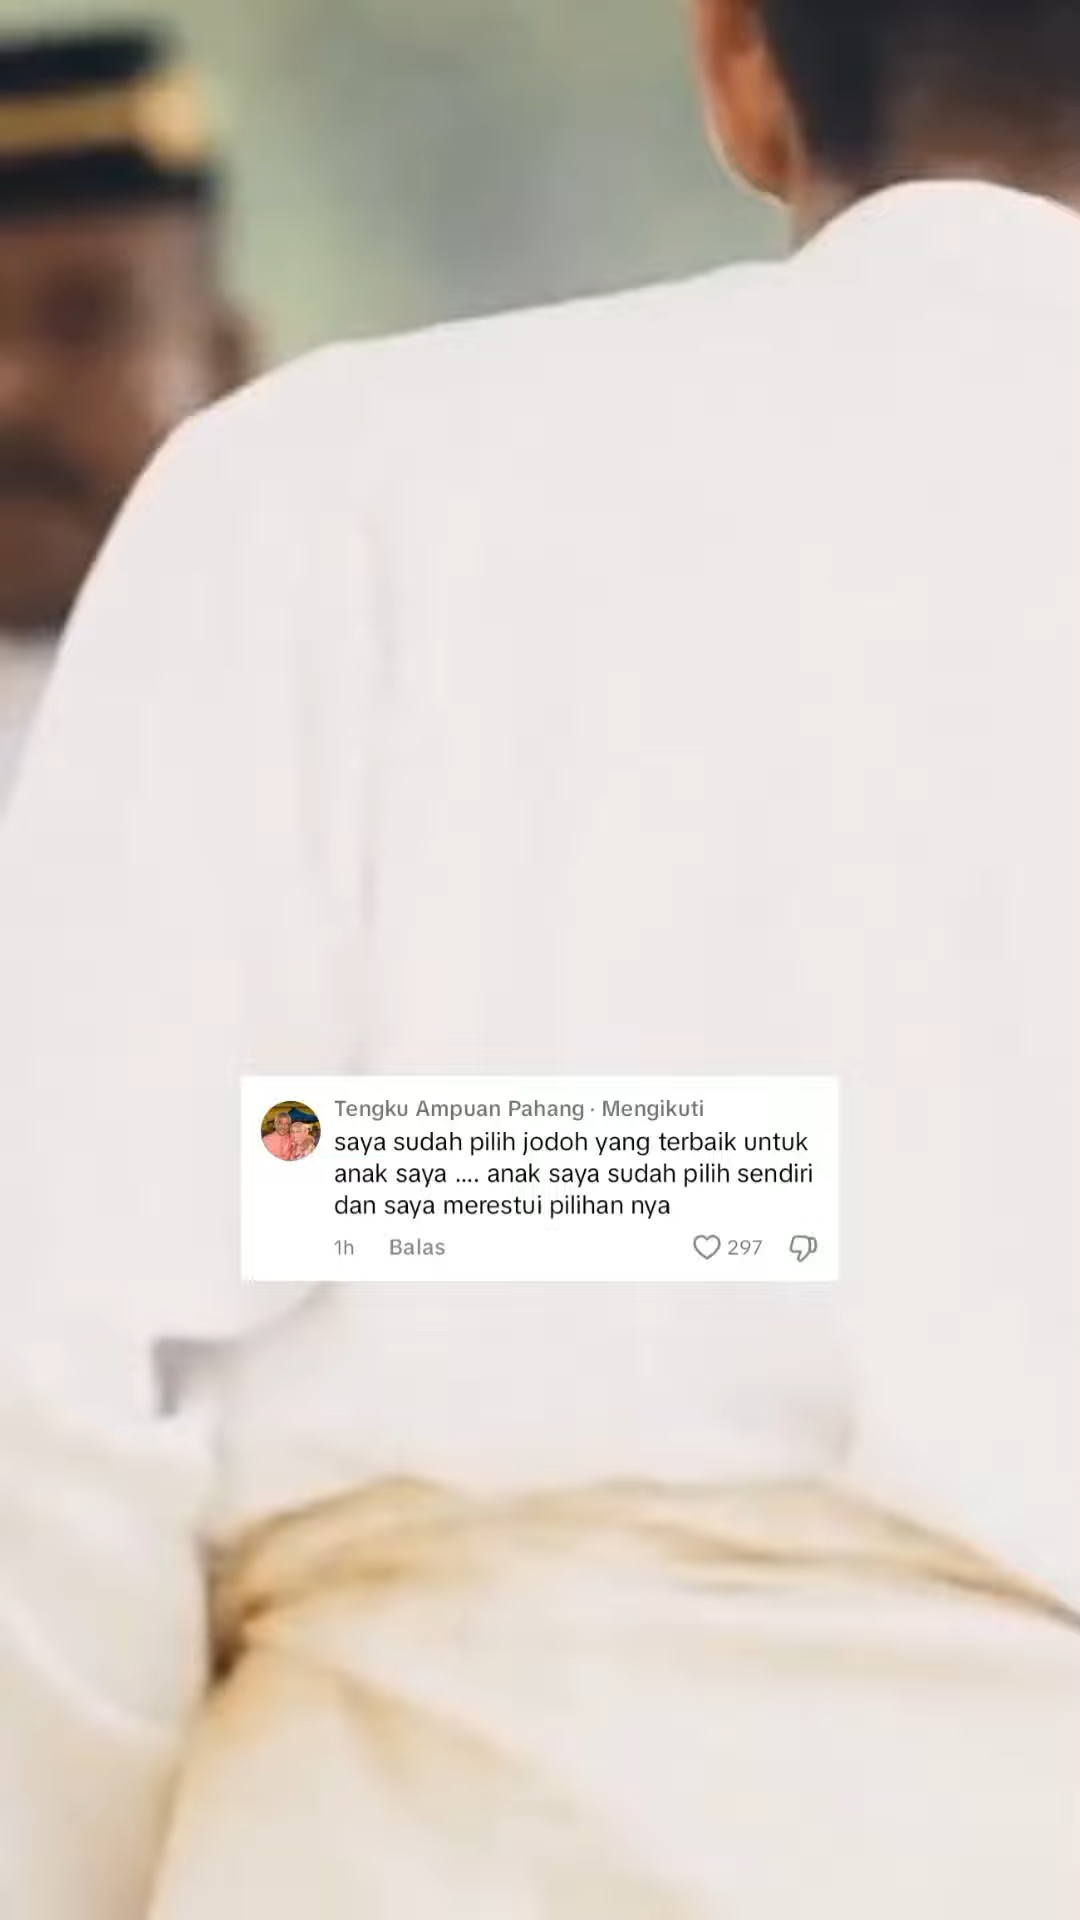 Tengku Ampuan Pahang · Mengikuti
saya sudah pilih jodoh yang terbaik untuk
anak saya .... anak saya sudah pilih sendiri
dan saya merestui pilihan nya
1h Balas 297